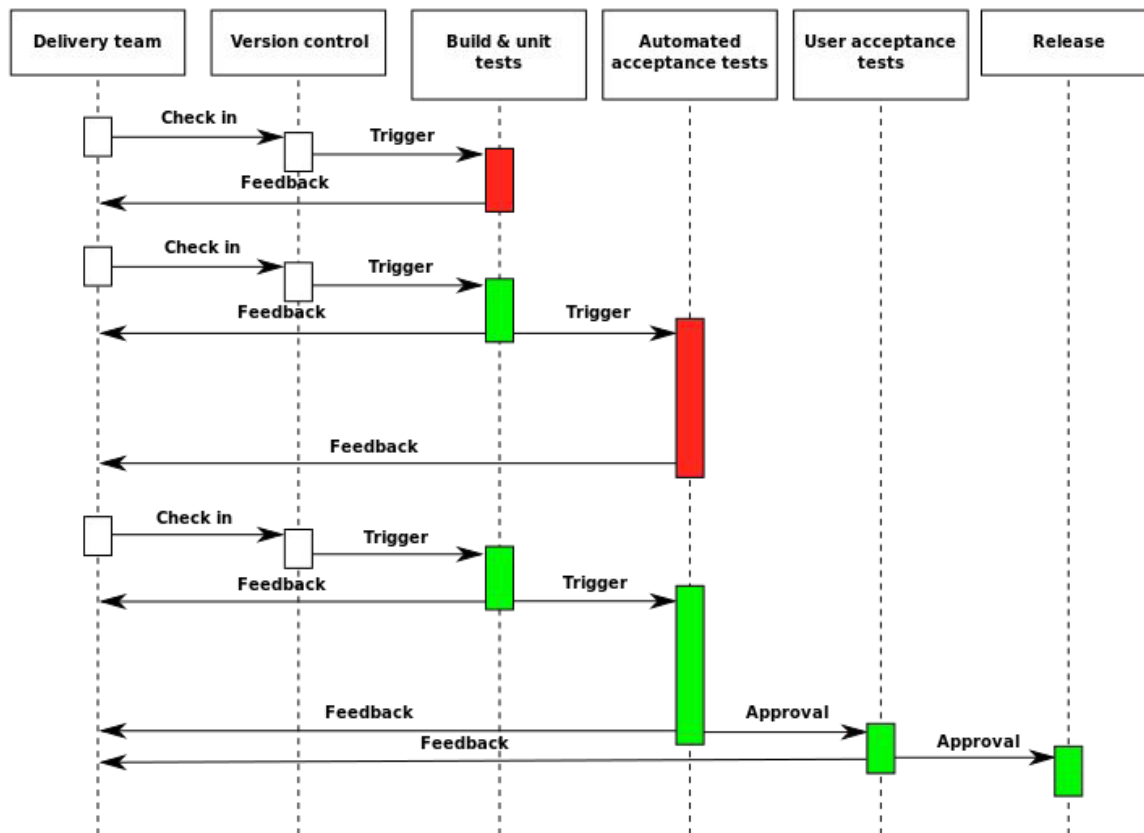 Delivery team
Version control
Build & unit
tests
Automated
acceptance tests
User acceptance
tests
Release
Check in
Trigger
Feedback
Check in
Trigger
Feedback
Trigger
Feedback
Check in
Trigger
Feedback
Trigger
Feedback
Approval
Feedback
Approval